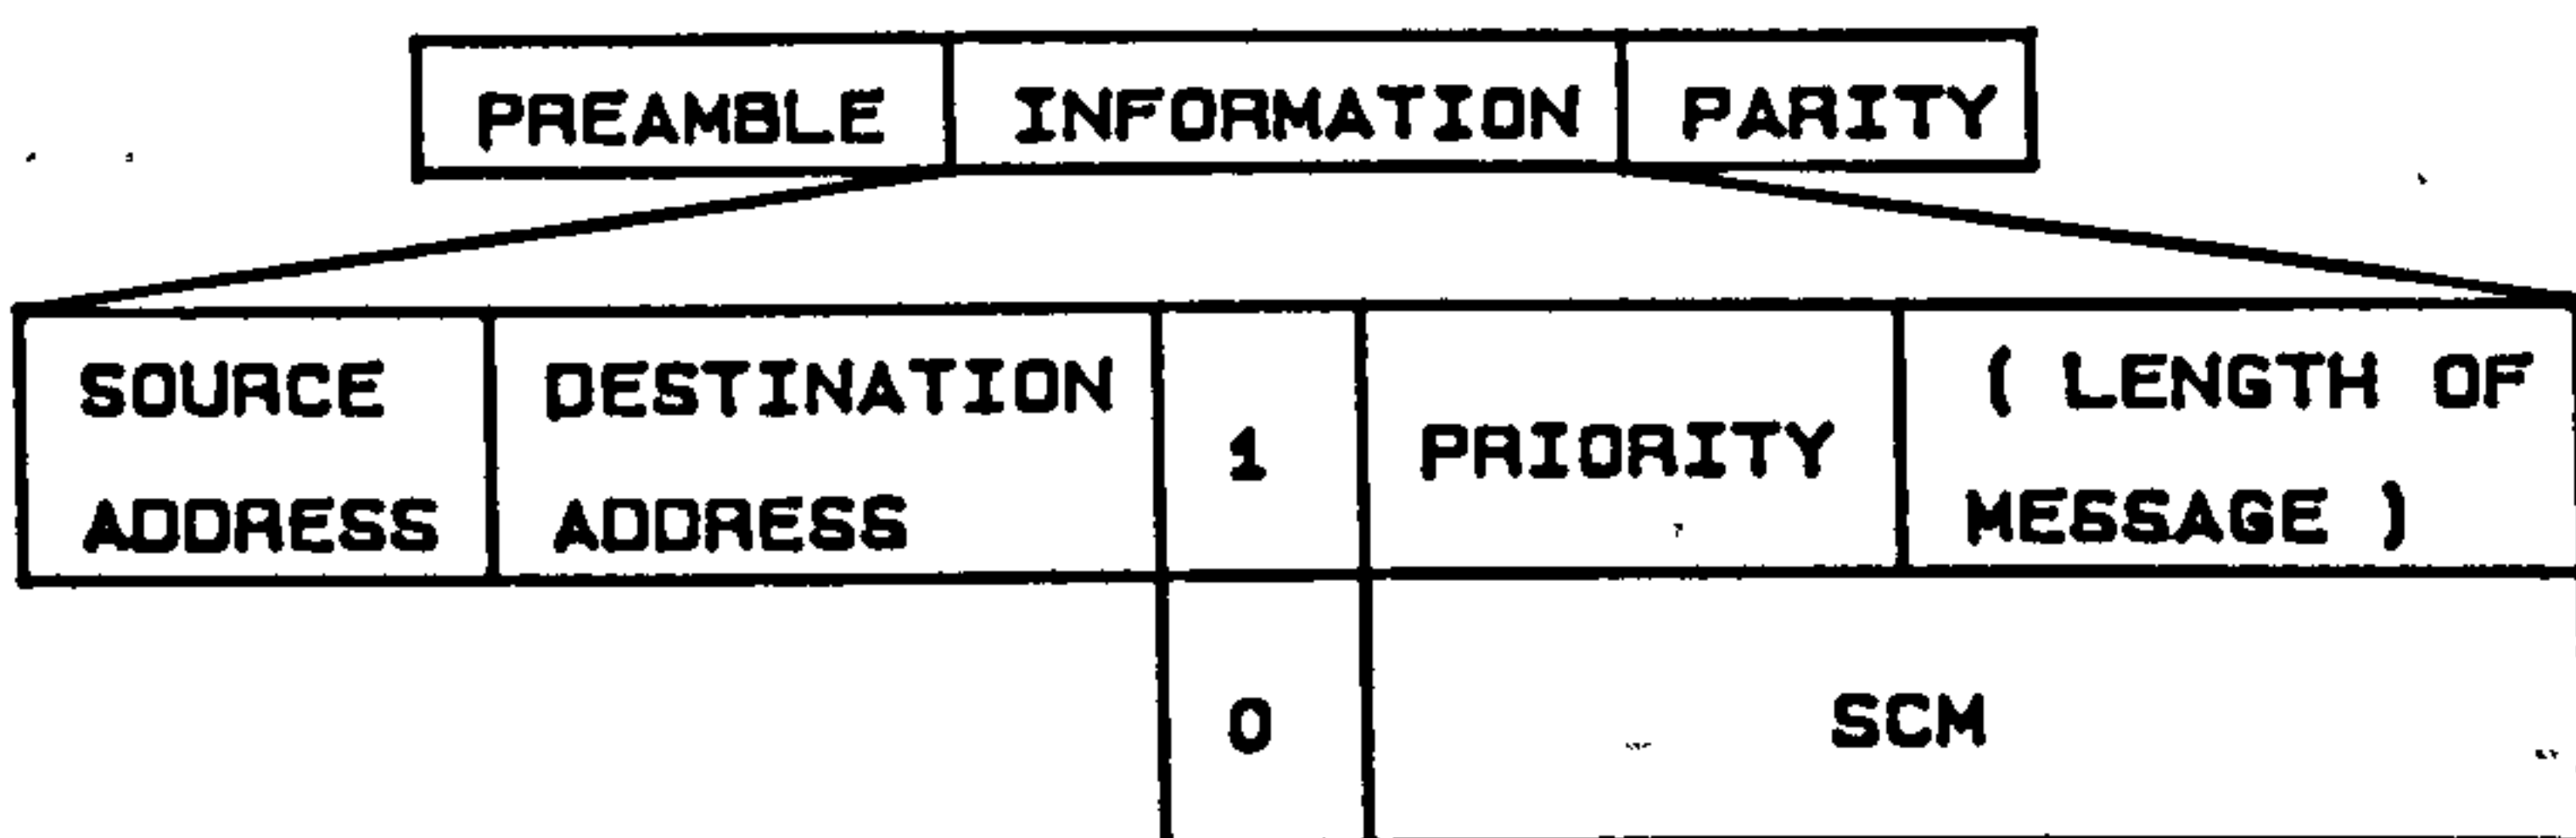 PREAMBLE INFORMATION PARITY
SOURCE DESTINATION ( LENGTH OF
1 PRIORITY
ADDRESS ADDRESS MESSAGE )
0 SCM